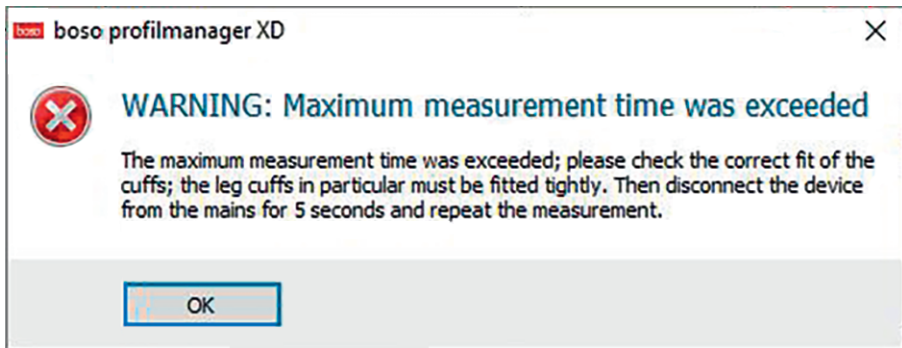 boso boso profilmanager XD
WARNING: Maximum measurement time was exceeded
The maximum measurement time was exceeded; please check the correct fit of the
cuffs; the leg cuffs in particular must be fitted tightly. Then disconnect the device
from the mains for 5 seconds and repeat the measurement.
OK